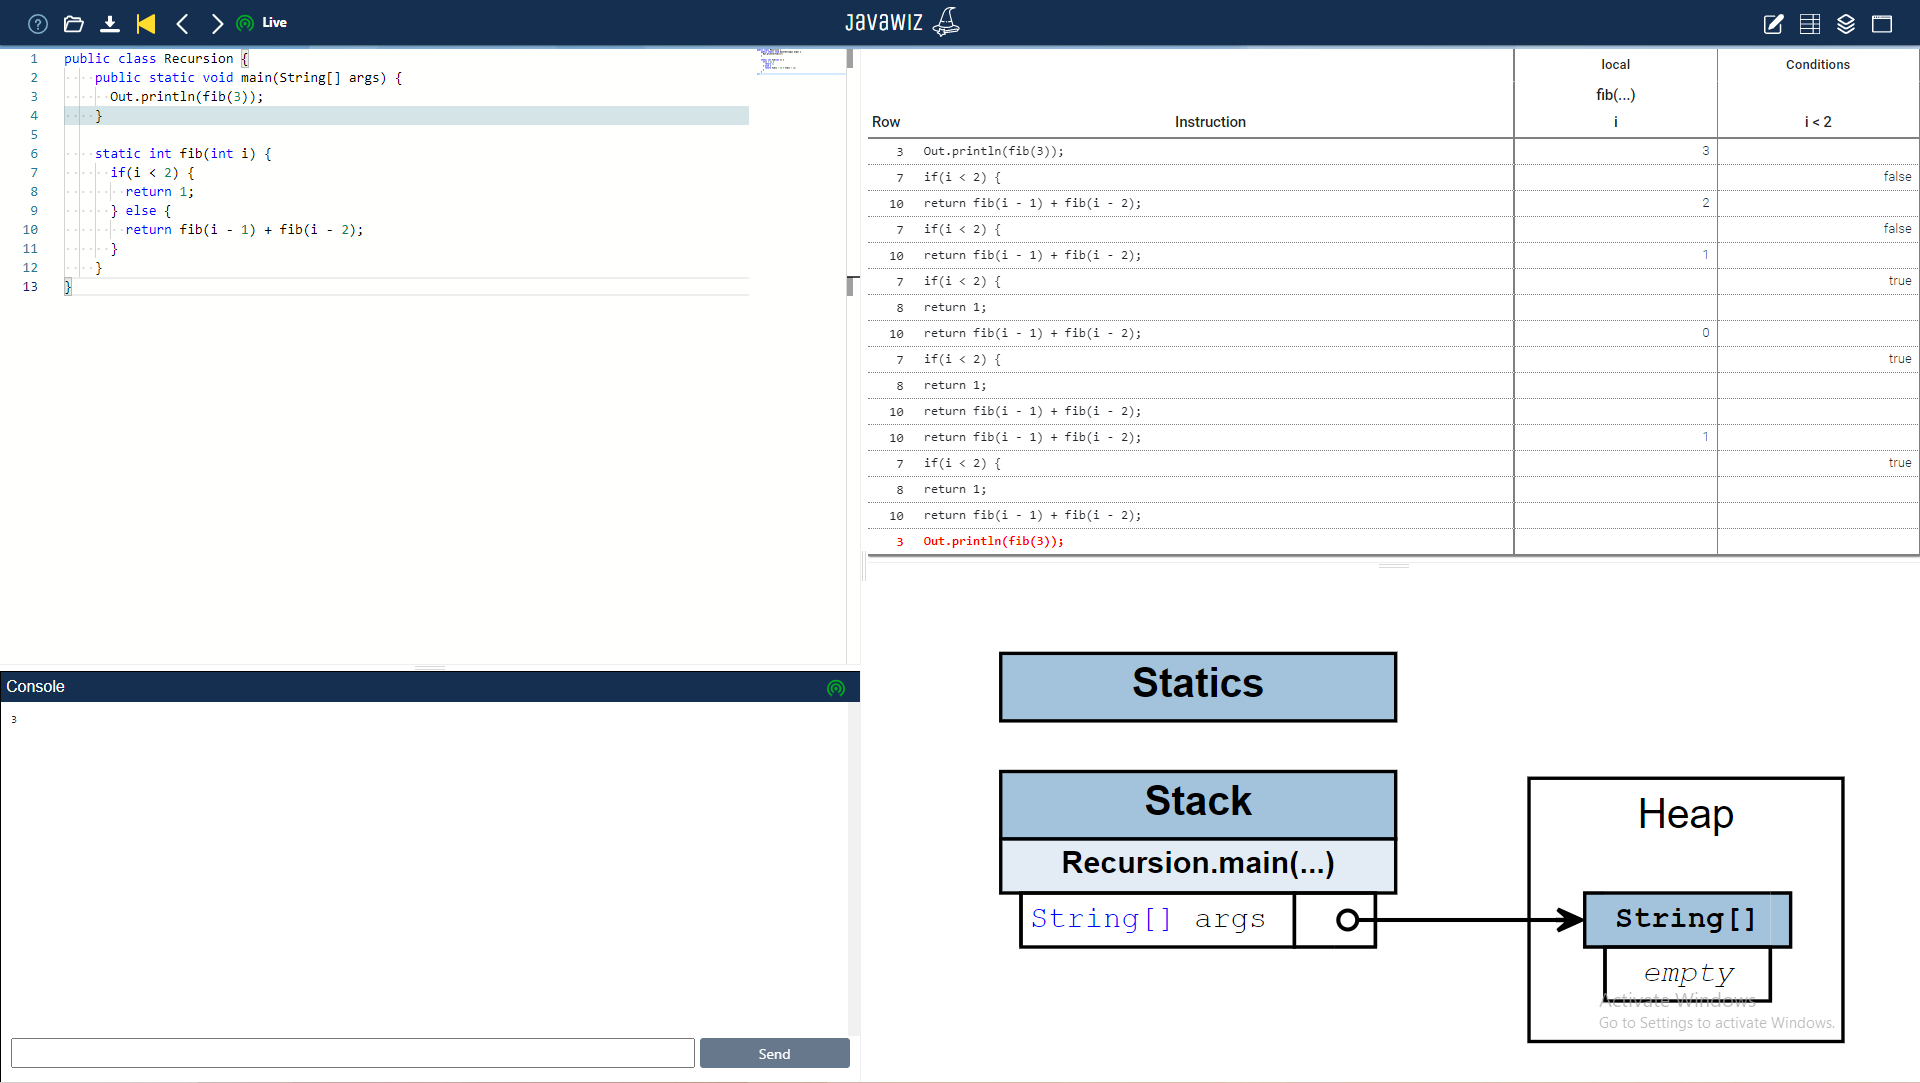 Live
JavaWiz
1 public class Recursion {
2 public static void main(String[] args) {
3 Out.println(fib(3));
4 }
5
6 static int fib(int i) {
7 if(i < 2) {
8 return 1;
9 } else {
10 return fib(i - 1) + fib(i - 2);
11 }
12 }
13 }
Console
3
Send
local Conditions
fib(...)
Row Instruction i i < 2
3 Out.println(fib(3)); 3
7 if(i < 2) { false
10 return fib(i - 1) + fib(i - 2); 2
7 if(i < 2) { false
10 return fib(i - 1) + fib(i - 2); 1
7 if(i < 2) { true
8 return 1;
10 return fib(i - 1) + fib(i - 2); 0
7 if(i < 2) { true
8 return 1;
10 return fib(i - 1) + fib(i - 2);
10 return fib(i - 1) + fib(i - 2); 1
7 if(i < 2) { true
8 return 1;
10 return fib(i - 1) + fib(i - 2);
3 Out.println(fib(3));
Statics
Stack
Recursion.main(...)
String[] args
Heap
String[]
empty
Activate Windows
Go to Settings to activate Windows.